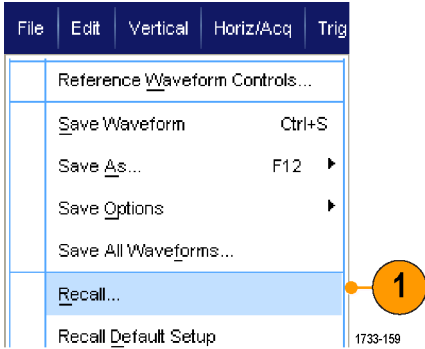 File Edit Vertical Horiz/Acq Trig
Reference Waveform Controls...
Save Waveform Ctrl+S
Save As... F12
Save Options
Save All Waveforms...
Recall...
1
Recall Default Setup
1733-159